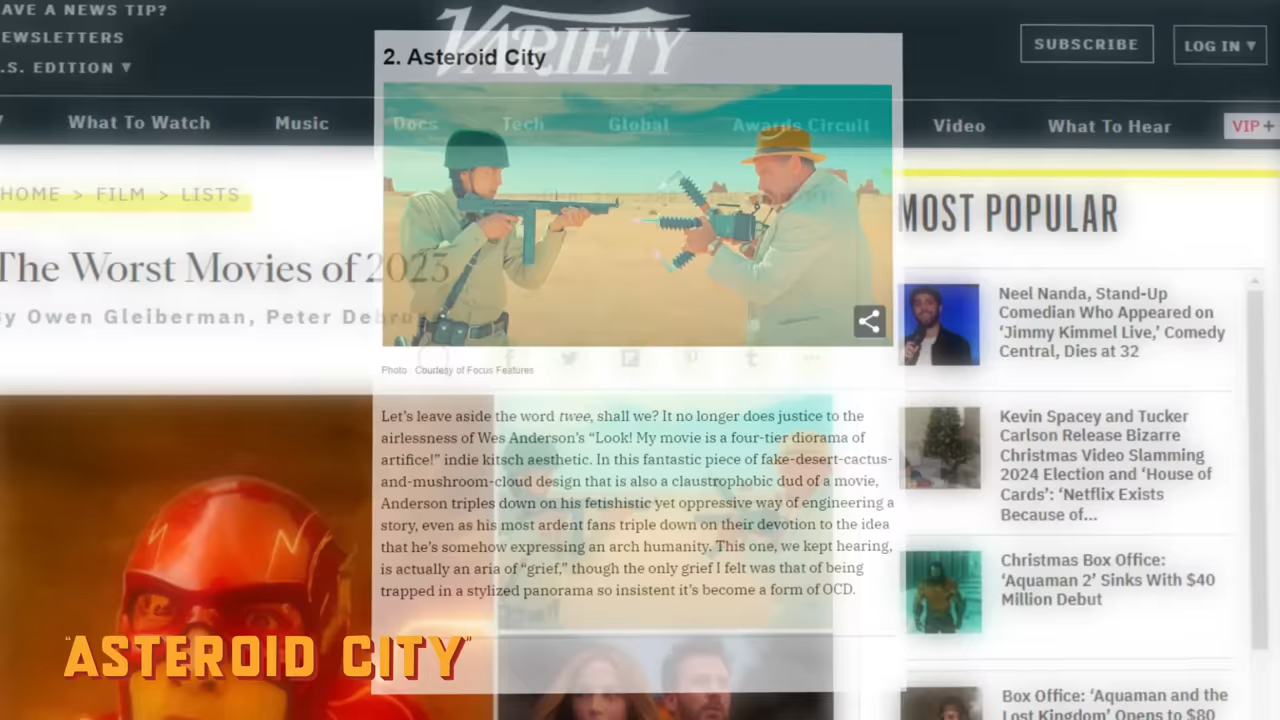 AVE A NEWS TIP?
EWSLETTERS
.S. EDITION ▼
VARIETY
SUBSCRIBE
LOG IN ▼
What To Watch
Music
Docs
Tech
Global
Awards Circuit
Video
What To Hear
VIP+
HOME > FILM > LISTS
The Worst Movies of 2023
By Owen Gleiberman, Peter Debru
2. Asteroid City
Photo Courtesy of Focus Features
Let's leave aside the word twee, shall we? It no longer does justice to the
airlessness of Wes Anderson's “Look! My movie is a four-tier diorama of
artifice!” indie kitsch aesthetic. In this fantastic piece of fake-desert-cactus-
and-mushroom-cloud design that is also a claustrophobic dud of a movie,
Anderson triples down on his fetishistic yet oppressive way of engineering a
story, even as his most ardent fans triple down on their devotion to the idea
that he's somehow expressing an arch humanity. This one, we kept hearing,
is actually an aria of “grief,” though the only grief I felt was that of being
trapped in a stylized panorama so insistent it's become a form of OCD.
MOST POPULAR
Neel Nanda, Stand-Up
Comedian Who Appeared on
‘Jimmy Kimmel Live,’ Comedy
Central, Dies at 32
Kevin Spacey and Tucker
Carlson Release Bizarre
Christmas Video Slamming
2024 Election and ‘House of
Cards’: ‘Netflix Exists
Because of...
Christmas Box Office:
‘Aquaman 2’ Sinks With $40
Million Debut
Box Office: ‘Aquaman and the
Lost Kingdom’ Opens to $80
"ASTEROID CITY"